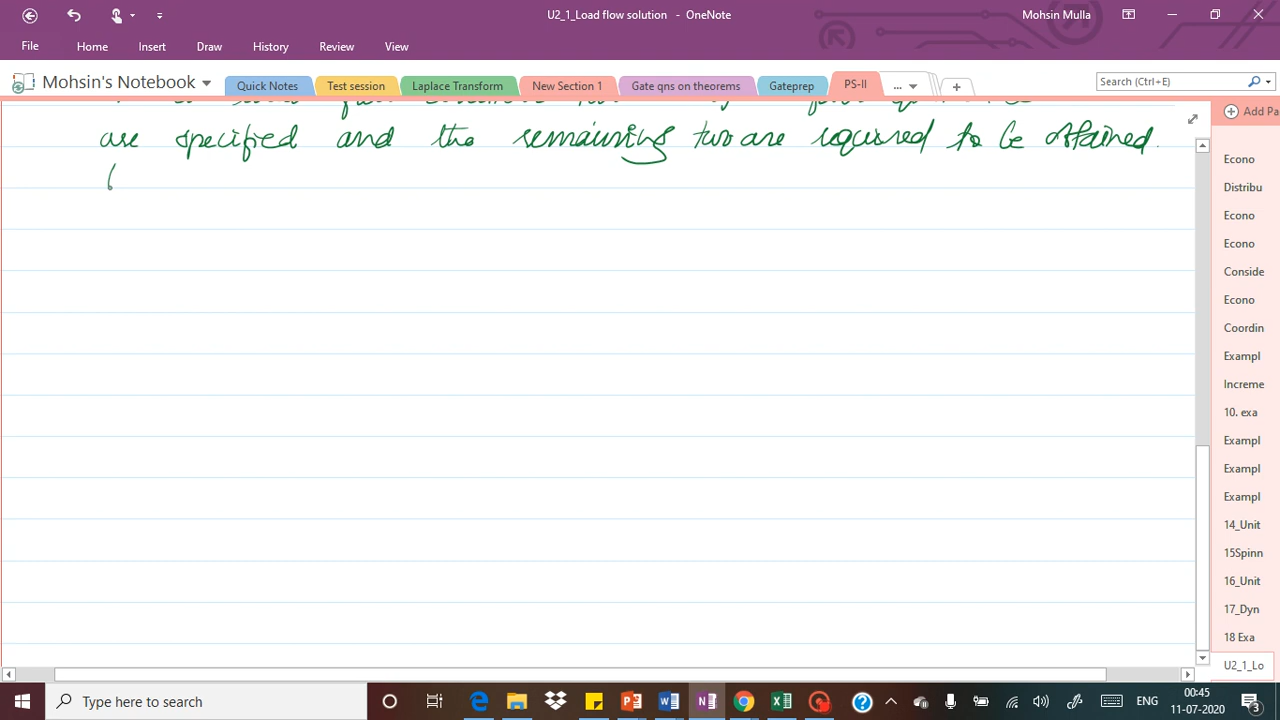 U2_1_Load flow solution - OneNote
Mohsin Mulla
File Home Insert Draw History Review View
Mohsin's Notebook
Quick Notes
Test session
Laplace Transform
New Section 1
Gate qns on theorems
Gateprep
PS-II
...
Search (Ctrl+E)
are specified and the remaining two are required to be obtained.
Add Pa
Econo
Distribu
Econo
Econo
Conside
Econo
Coordin
Exampl
Increme
10. exa
Exampl
Exampl
Exampl
14_Unit
15Spinn
16_Unit
17_Dyn
18 Exa
U2_1_Lo
Type here to search
ENG
00:45
11-07-2020
3